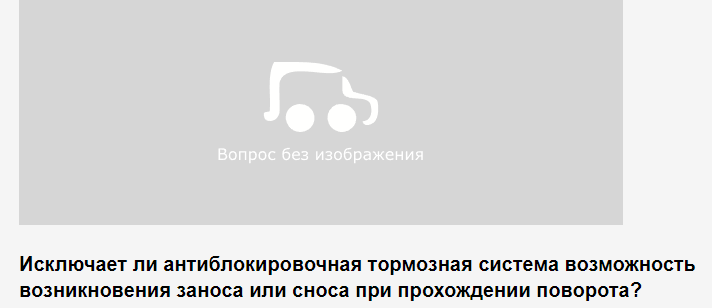 Вопрос без изображения
Исключает ли антиблокировочная тормозная система возможность
возникновения заноса или сноса при прохождении поворота?